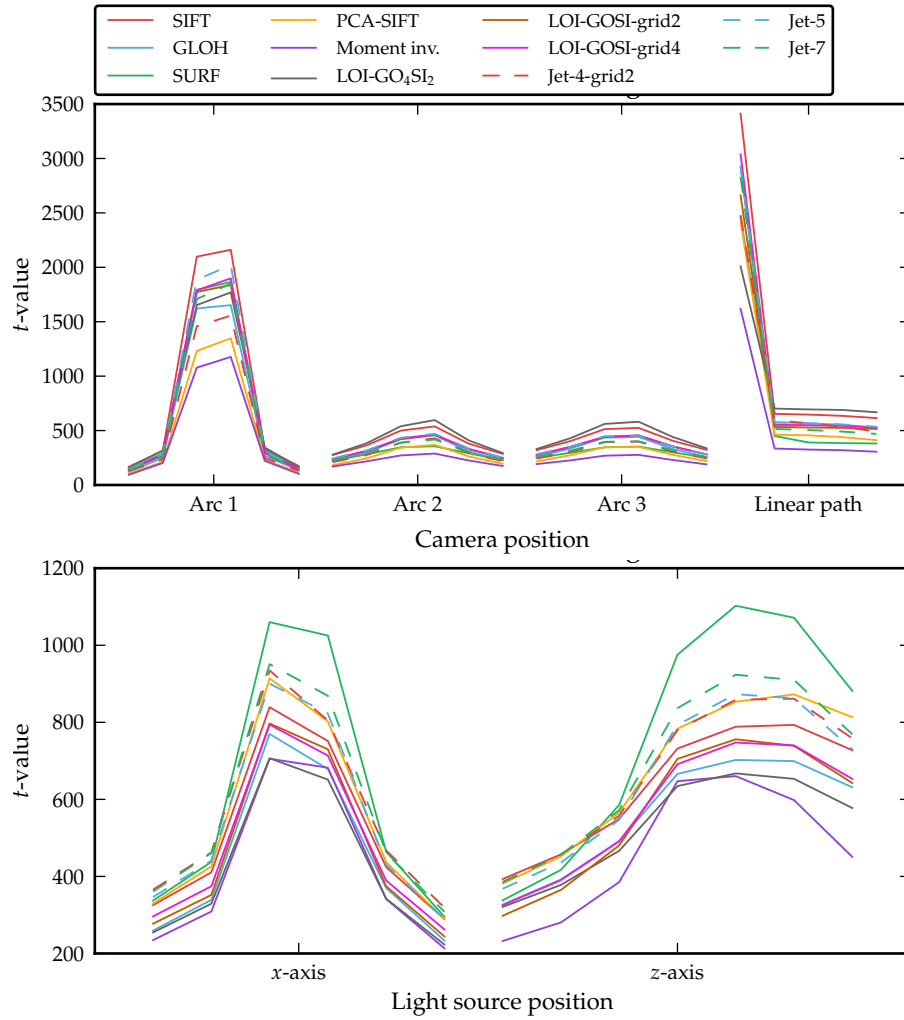 SIFT PCA-SIFT LOI-GOSI-grid2 Jet-5
GLOH Moment inv. LOI-GOSI-grid4 Jet-7
SURF LOI-GO₄SI₂ Jet-4-grid2
3500
3000
2500
2000
1500
1000
500
0
t-value
Arc 1 Arc 2 Arc 3 Linear path
Camera position
1200
1000
800
600
400
200
t-value
x-axis z-axis
Light source position